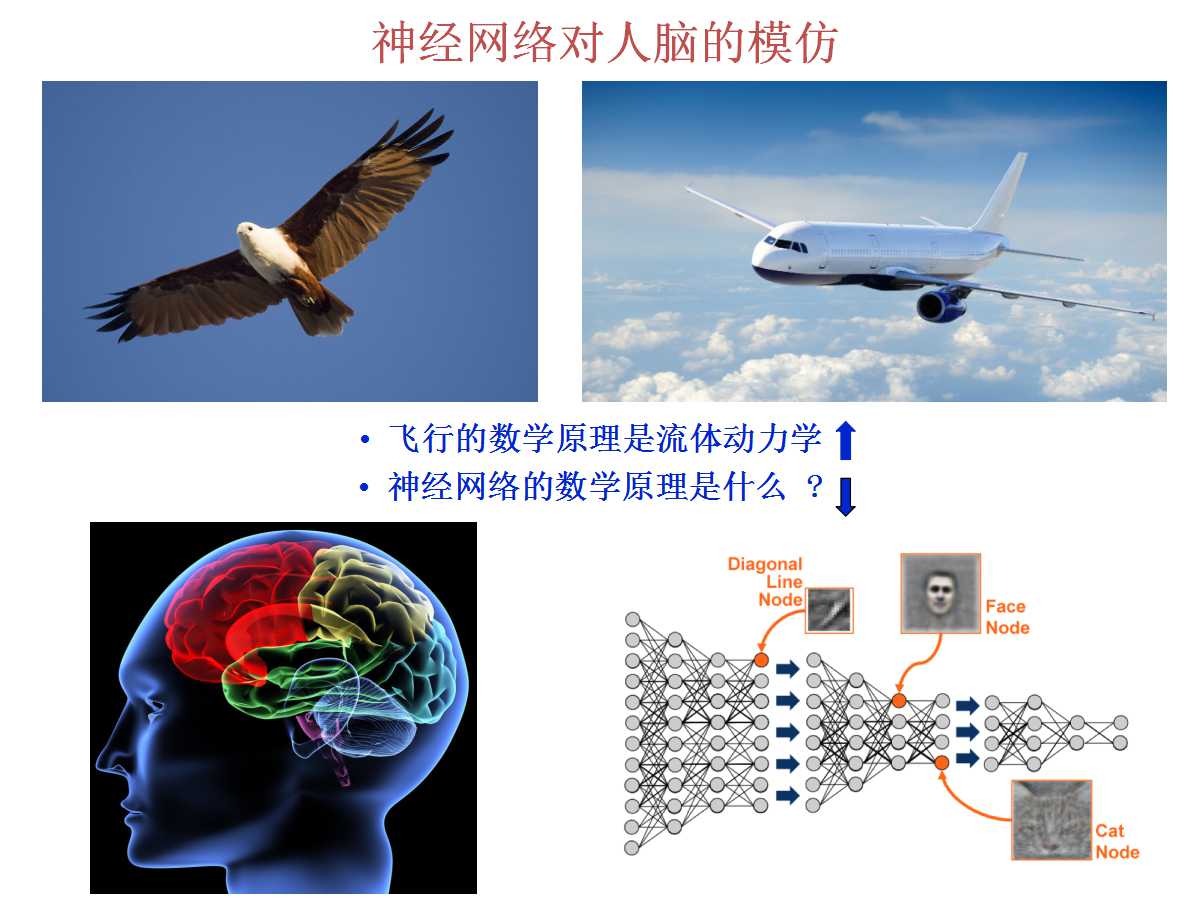 神经网络对人脑的模仿
• 飞行的数学原理是流体动力学
• 神经网络的数学原理是什么 ?
Diagonal
Line
Node
Face
Node
Cat
Node